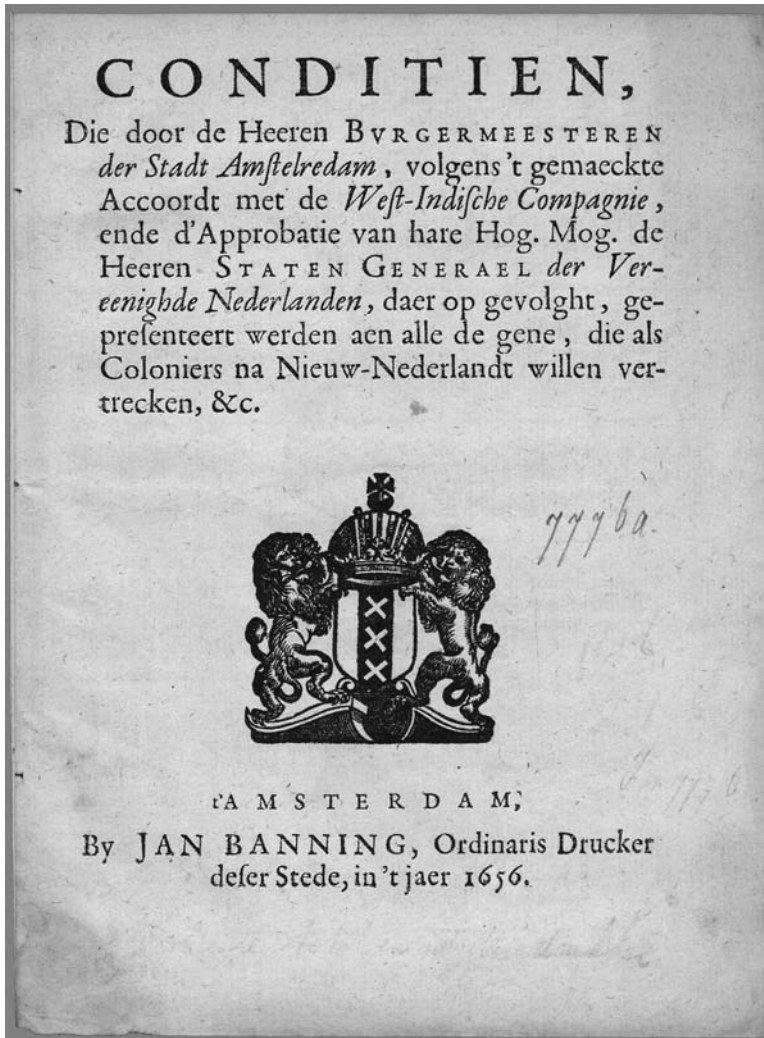 CONDITIEN,
Die door de Heeren BVRGERMEESTEREN
der Stadt Amſtelredam, volgens 't gemaeckte
Accoordt met de Weſt-Indiſche Compagnie,
ende d'Approbatie van hare Hog. Mog. de
Heeren STATEN GENERAEL der Ver-
eenighde Nederlanden, daer op gevolght, ge-
preſenteert werden aen alle de gene, die als
Coloniers na Nieuw-Nederlandt willen ver-
trecken, &c.
7776a.
t'AMSTERDAM,
By JAN BANNING, Ordinaris Drucker
deſer Stede, in 't jaer 1656.